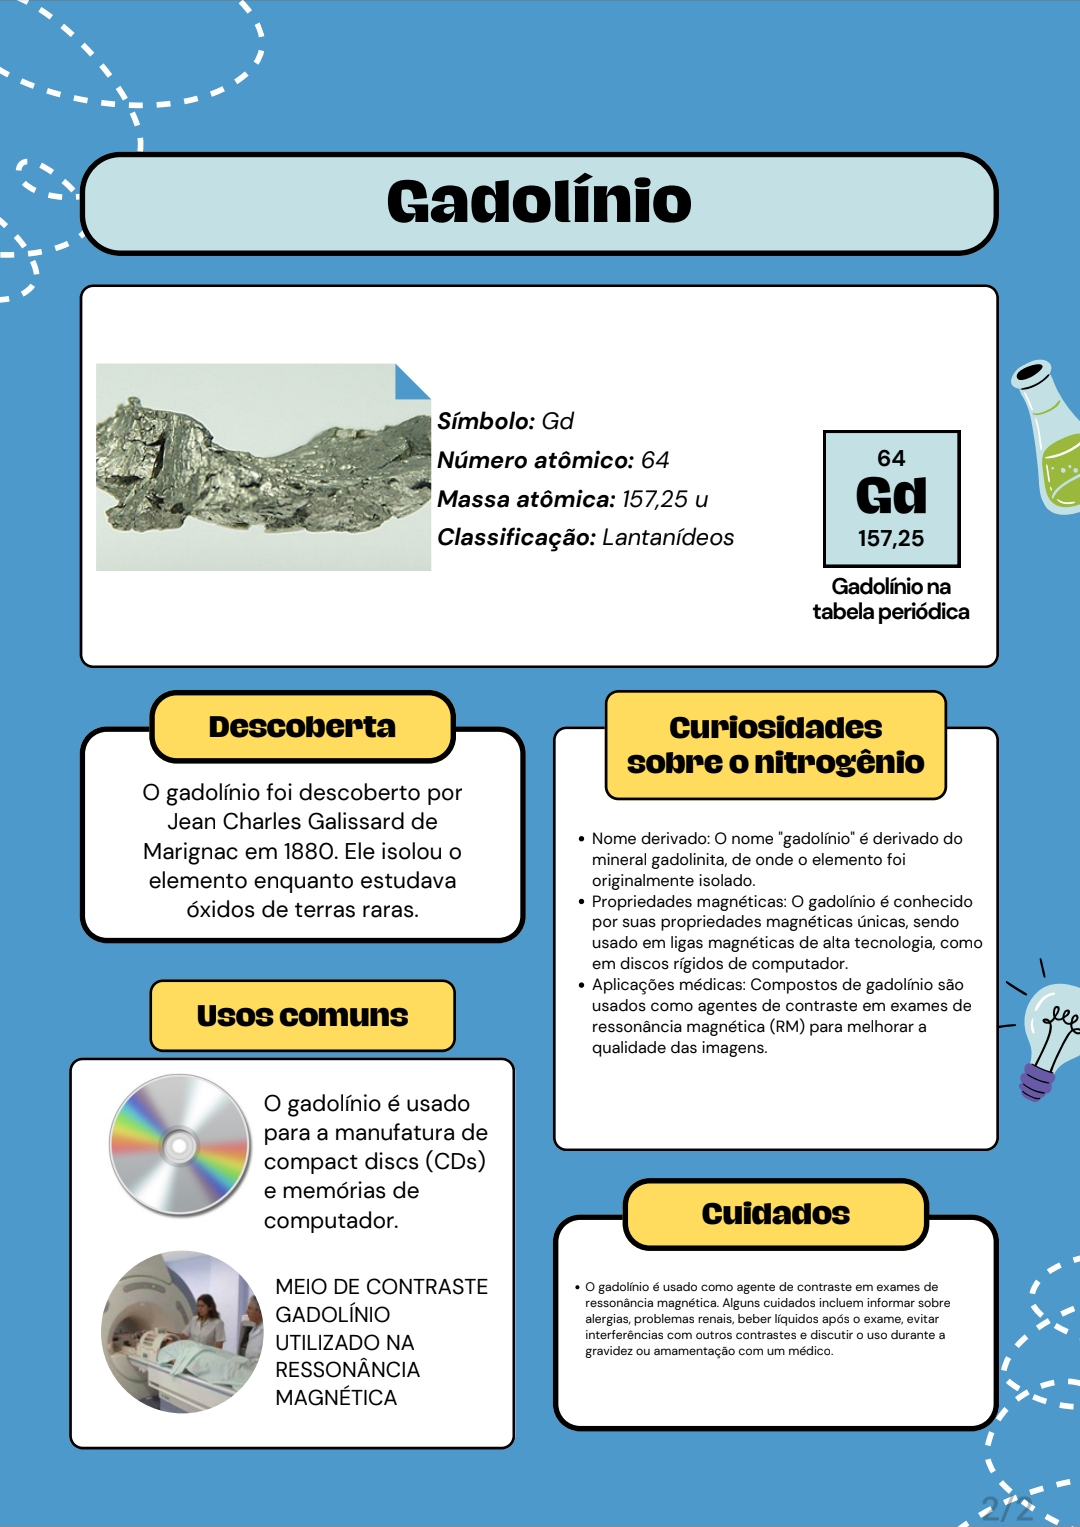 Gadolínio
Símbolo: Gd
Número atômico: 64
Massa atômica: 157,25 u
Classificação: Lantanídeos
64
Gd
157,25
Gadolínio na
tabela periódica
Descoberta
O gadolínio foi descoberto por
Jean Charles Galissard de
Marignac em 1880. Ele isolou o
elemento enquanto estudava
óxidos de terras raras.
Curiosidades
sobre o nitrogênio
• Nome derivado: O nome "gadolínio" é derivado do
mineral gadolinita, de onde o elemento foi
originalmente isolado.
• Propriedades magnéticas: O gadolínio é conhecido
por suas propriedades magnéticas únicas, sendo
usado em ligas magnéticas de alta tecnologia, como
em discos rígidos de computador.
• Aplicações médicas: Compostos de gadolínio são
usados como agentes de contraste em exames de
ressonância magnética (RM) para melhorar a
qualidade das imagens.
Usos comuns
O gadolínio é usado
para a manufatura de
compact discs (CDs)
e memórias de
computador.
MEIO DE CONTRASTE
GADOLÍNIO
UTILIZADO NA
RESSONÂNCIA
MAGNÉTICA
Cuidados
• O gadolínio é usado como agente de contraste em exames de
ressonância magnética. Alguns cuidados incluem informar sobre
alergias, problemas renais, beber líquidos após o exame, evitar
interferências com outros contrastes e discutir o uso durante a
gravidez ou amamentação com um médico.
2/2